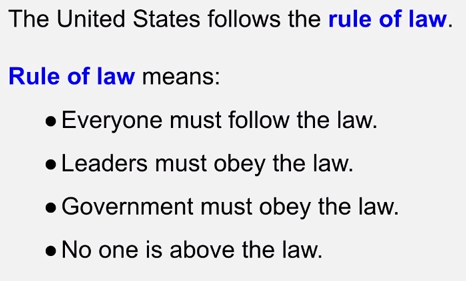 The United States follows the rule of law.
Rule of law means:
● Everyone must follow the law.
● Leaders must obey the law.
● Government must obey the law.
● No one is above the law.